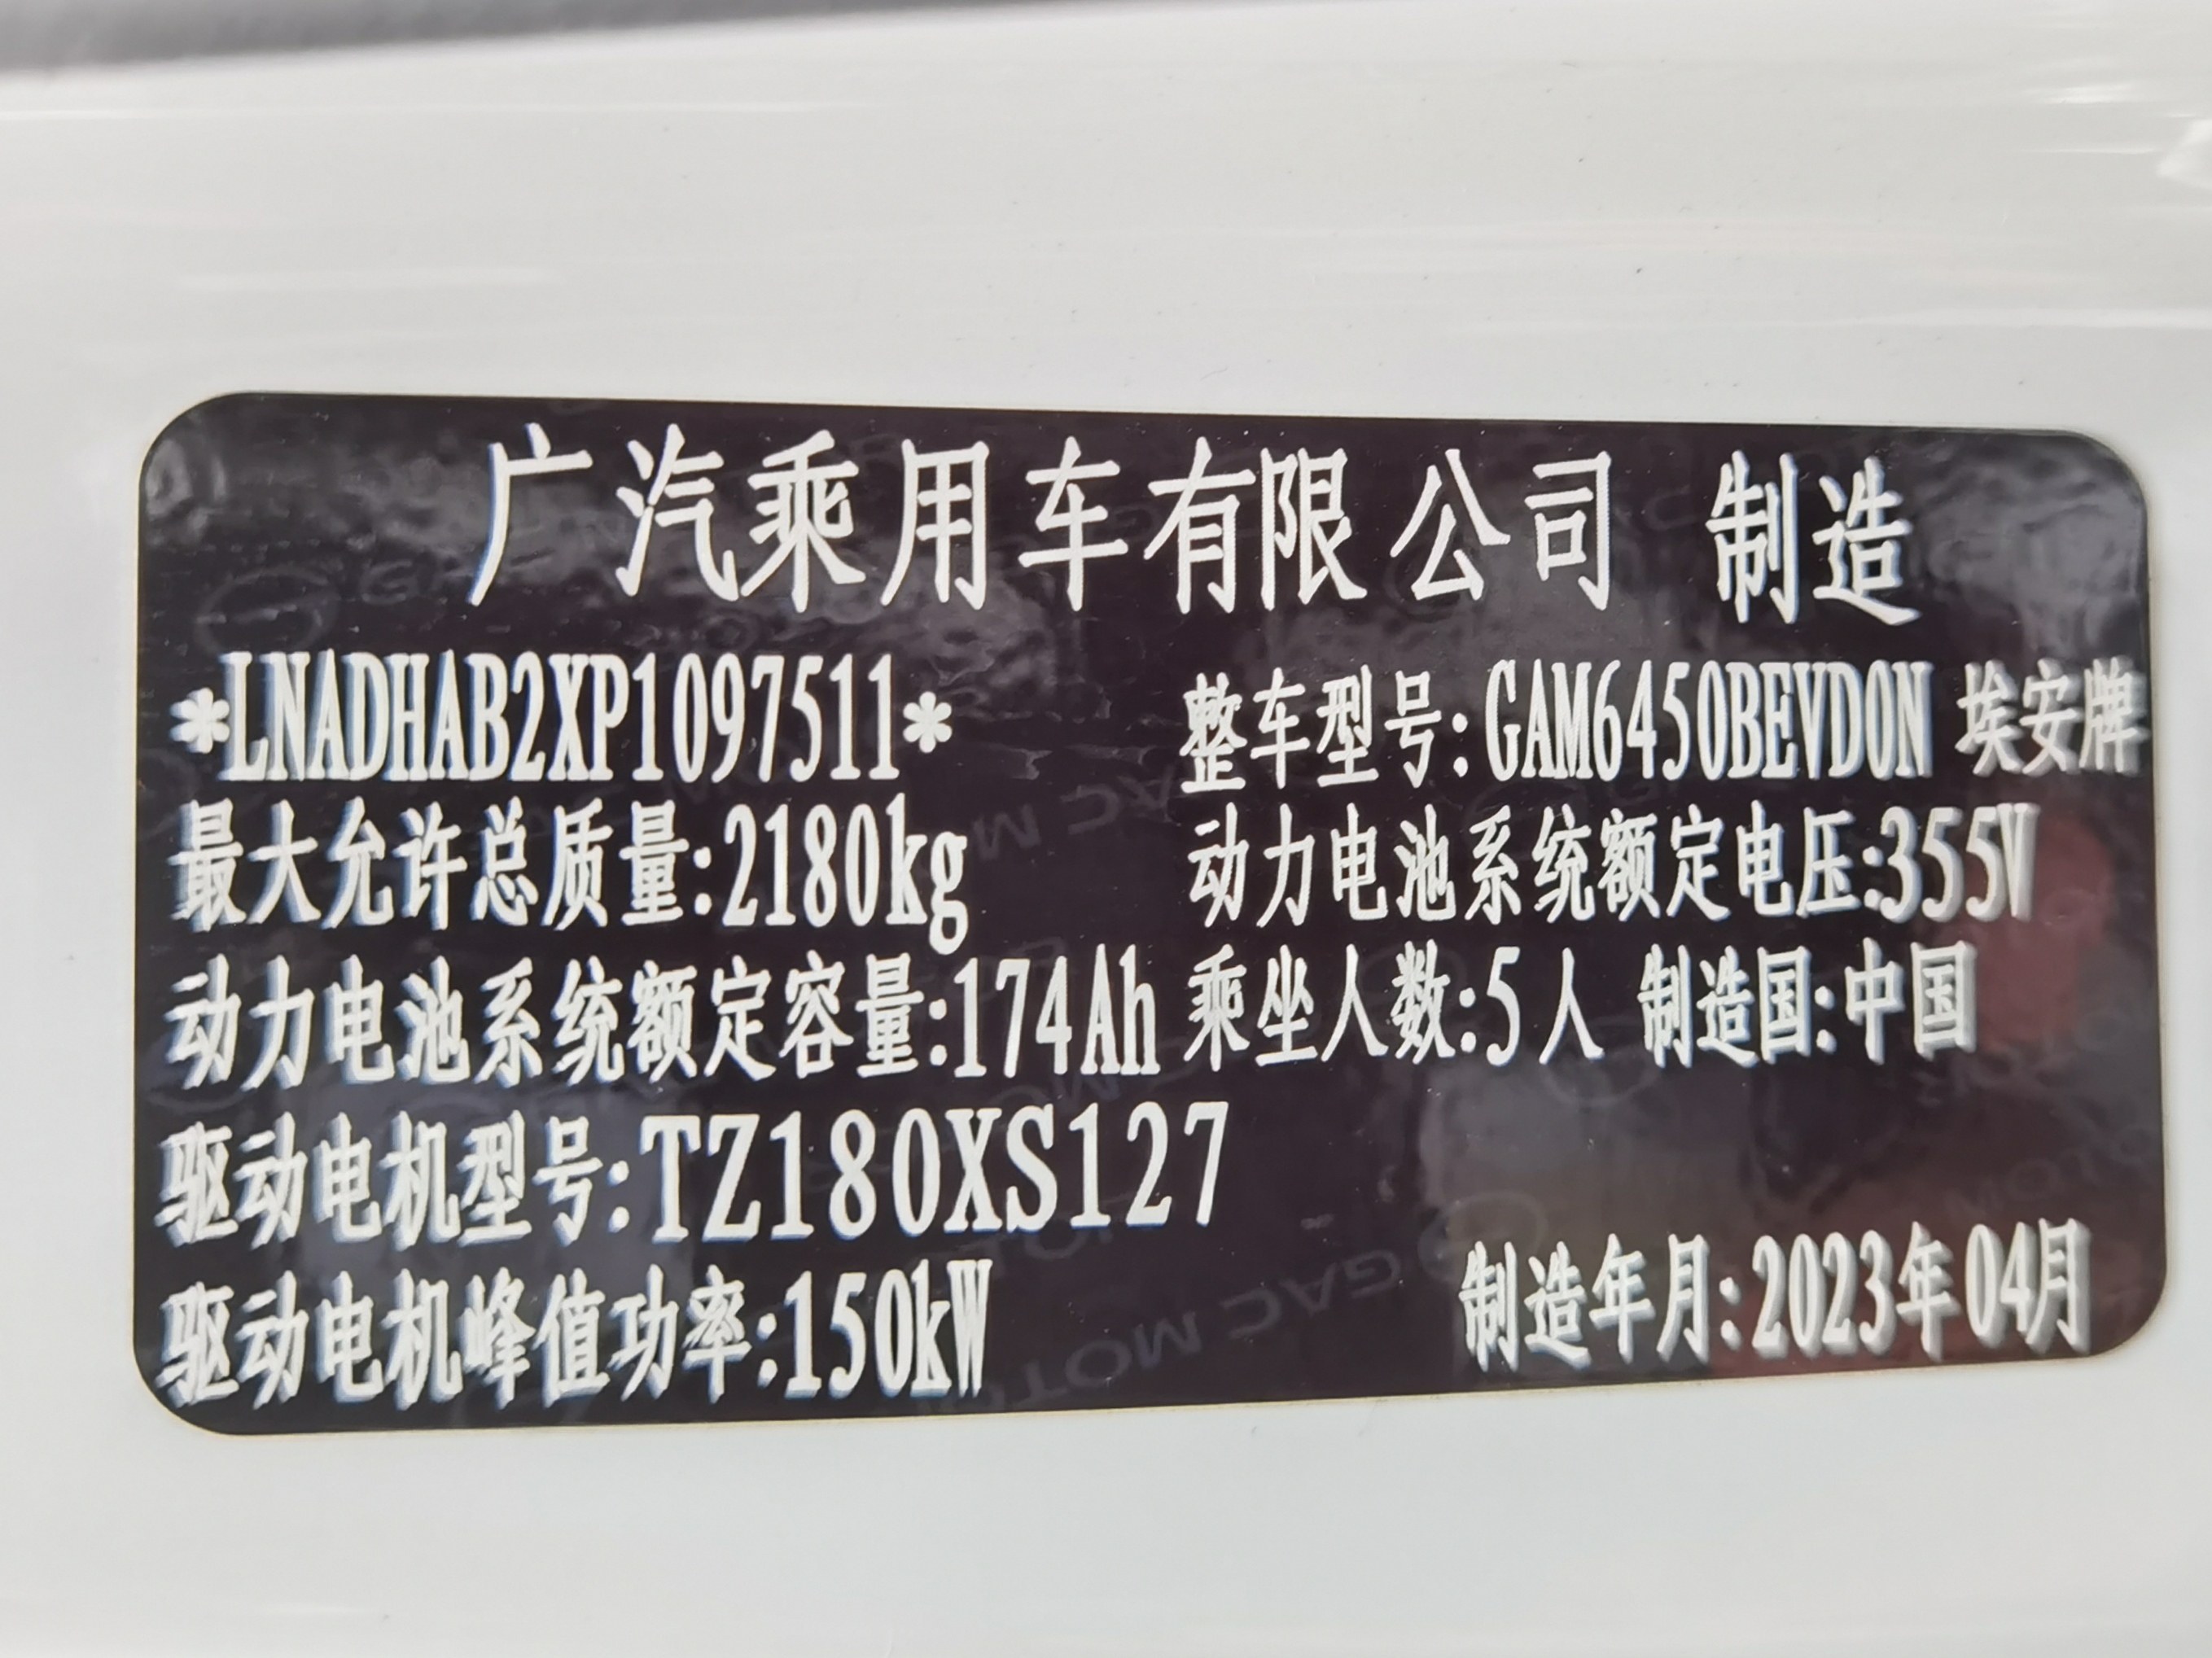 广汽乘用车有限公司 制造
*LNADHAB2XP1097511* 整车型号:GAM6450BEVD0N 埃安牌
最大允许总质量:2180kg 动力电池系统额定电压:355V
动力电池系统额定容量:174Ah 乘坐人数:5人 制造国:中国
驱动电机型号:TZ180XS127
驱动电机峰值功率:150kW 制造年月:2023年04月
GAC MOTOR